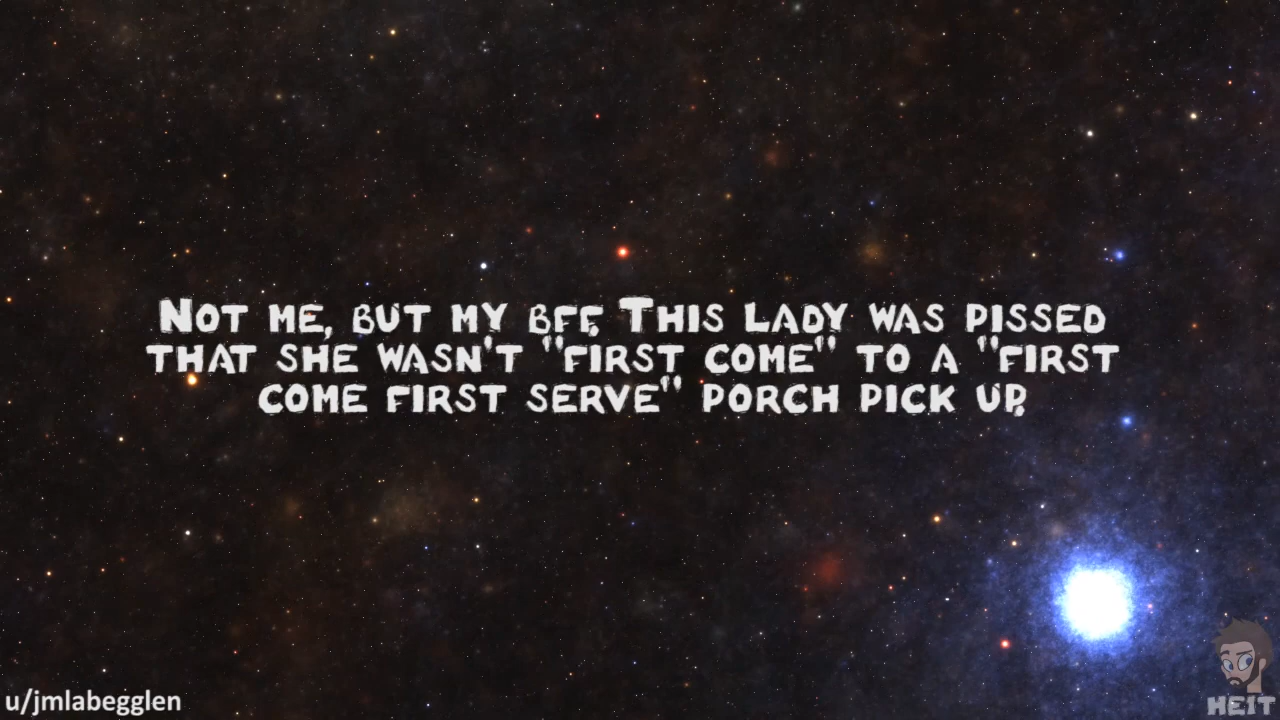 Not me, but my bff. This lady was pissed
that she wasn't "first come" to a "first
come first serve" porch pick up.
u/jmlabegglen
HEIT